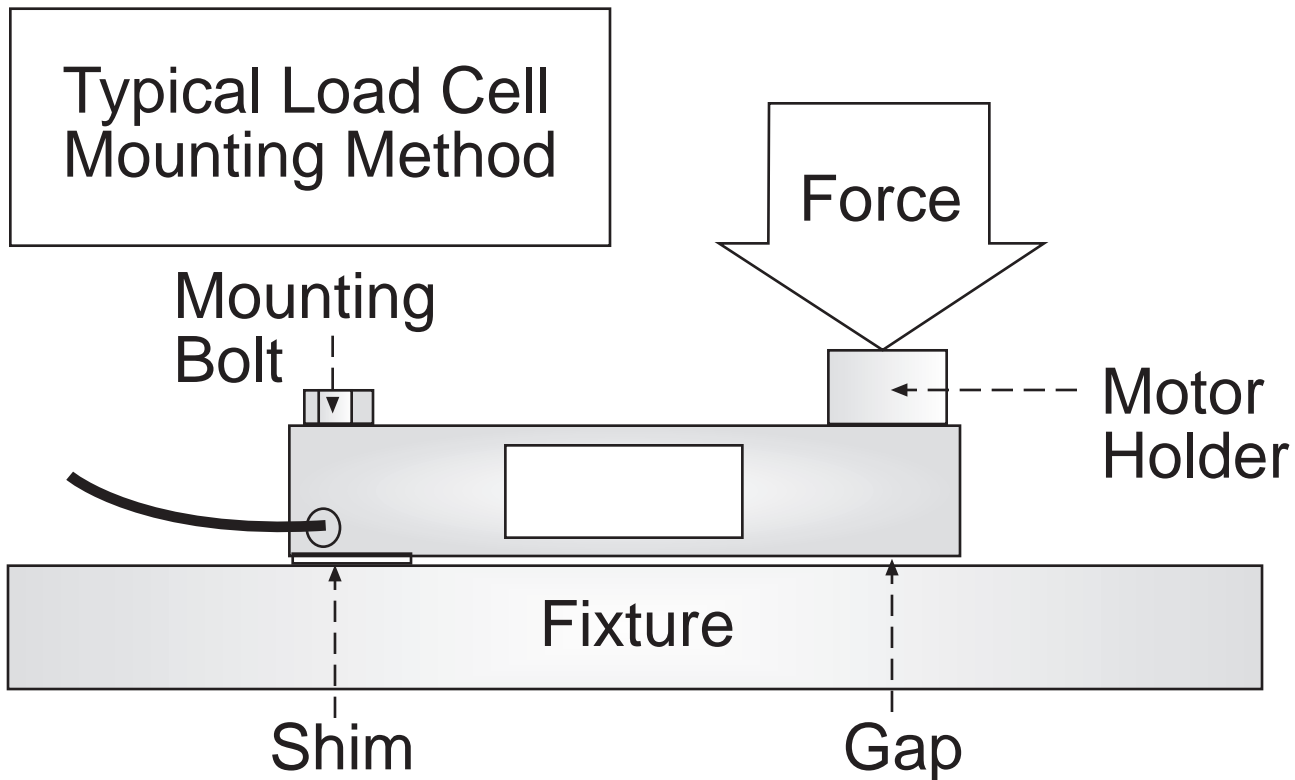 Typical Load Cell
Mounting Method
Force
Mounting
Bolt
Motor
Holder
Fixture
Shim
Gap